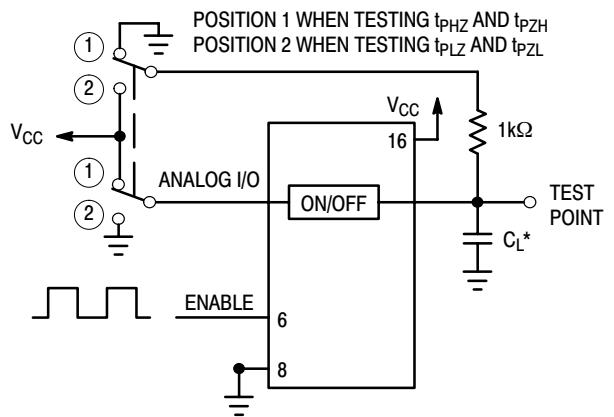 POSITION 1 WHEN TESTING tPHZ AND tPZH
POSITION 2 WHEN TESTING tPLZ AND tPZL
1
2
VCC
VCC
16
1kΩ
1
ANALOG I/O
ON/OFF
TEST
POINT
2
CL*
ENABLE
6
8